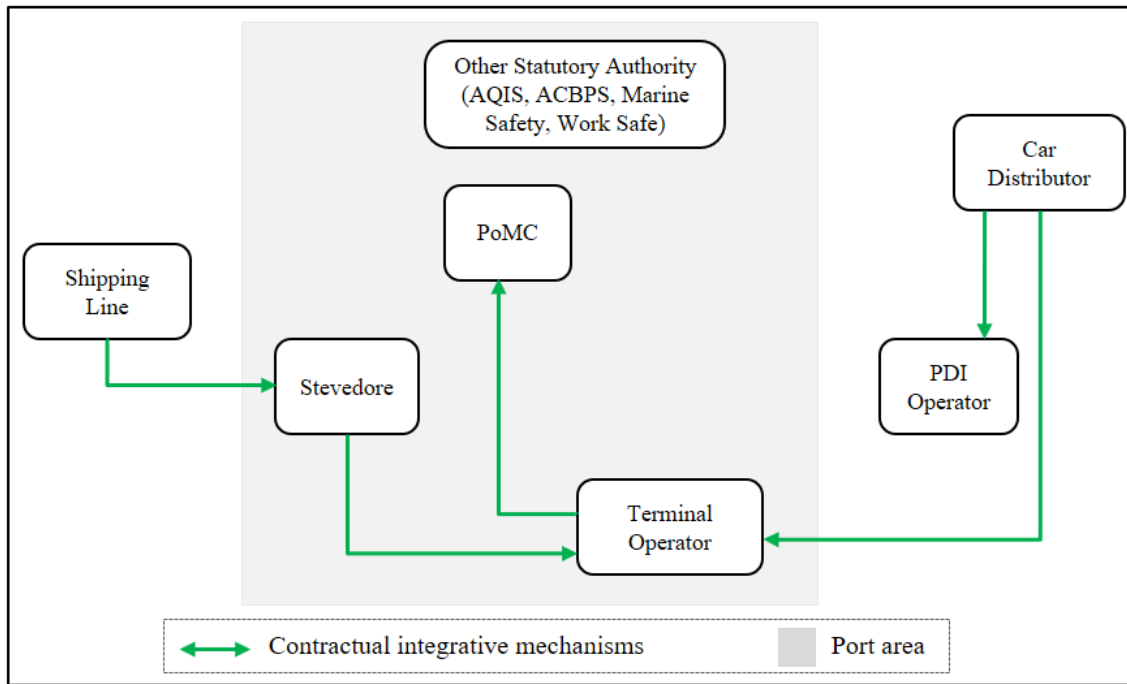 Other Statutory Authority
(AQIS, ACBPS, Marine
Safety, Work Safe)
Car
Distributor
PoMC
Shipping
Line
Stevedore
PDI
Operator
Terminal
Operator
Contractual integrative mechanisms
Port area